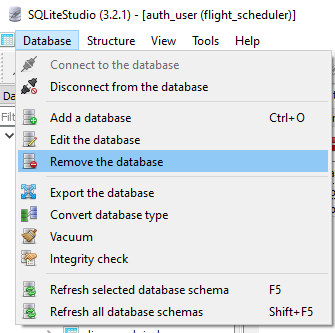 SQLiteStudio (3.2.1) - [auth_user (flight_scheduler)]
Database Structure View Tools Help
Connect to the database
Disconnect from the database
Add a database Ctrl+O
Edit the database
Remove the database
Export the database
Convert database type
Vacuum
Integrity check
Refresh selected database schema F5
Refresh all database schemas Shift+F5